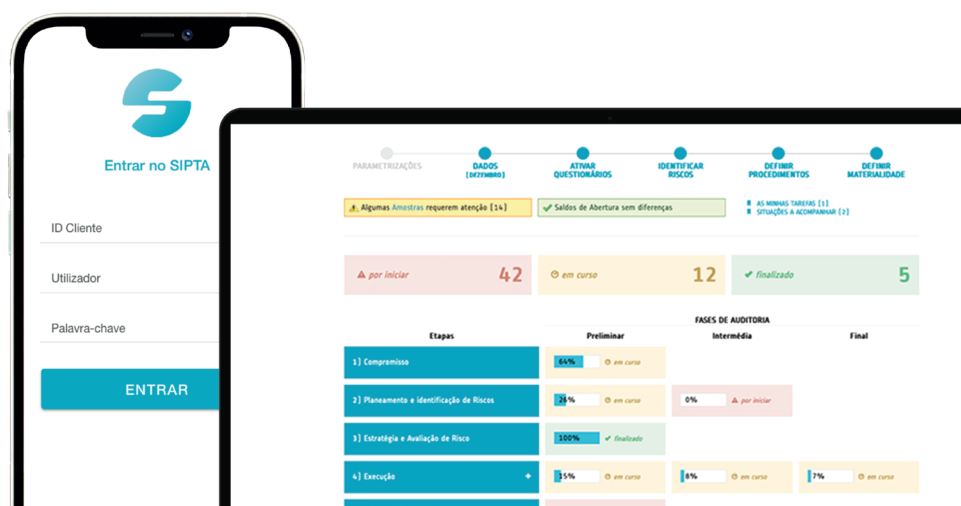 Entrar no SIPTA
ID Cliente
Utilizador
Palavra-chave
ENTRAR
PARAMETRIZAÇÕES
DADOS
[DEZEMBRO]
ATIVAR
QUESTIONÁRIOS
IDENTIFICAR
RISCOS
DEFINIR
PROCEDIMENTOS
DEFINIR
MATERIALIDADE
Algumas Amostras requerem atenção [14]
Saldos de Abertura sem diferenças
AS MINHAS TAREFAS [1]
SITUAÇÕES A ACOMPANHAR [2]
por iniciar 42
em curso 12
finalizado 5
FASES DE AUDITORIA
Etapas Preliminar Intermédia Final
1) Compromisso 64% em curso
2) Planeamento e identificação de Riscos 26% em curso 0% por iniciar
3) Estratégia e Avaliação de Risco 100% finalizado
4) Execução + 15% em curso 8% em curso 7% em curso